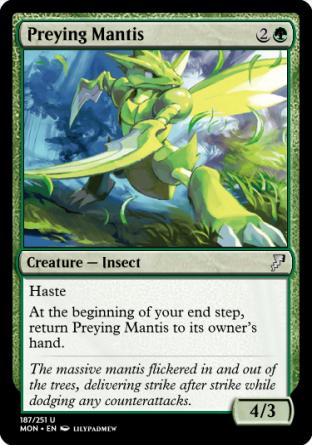 Preying Mantis 2
Creature — Insect
Haste
At the beginning of your end step,
return Preying Mantis to its owner's
hand.
The massive mantis flickered in and out of
the trees, delivering strike after strike while
dodging any counterattacks.
4/3
187/251 U
MON • EN LILYPADMEW